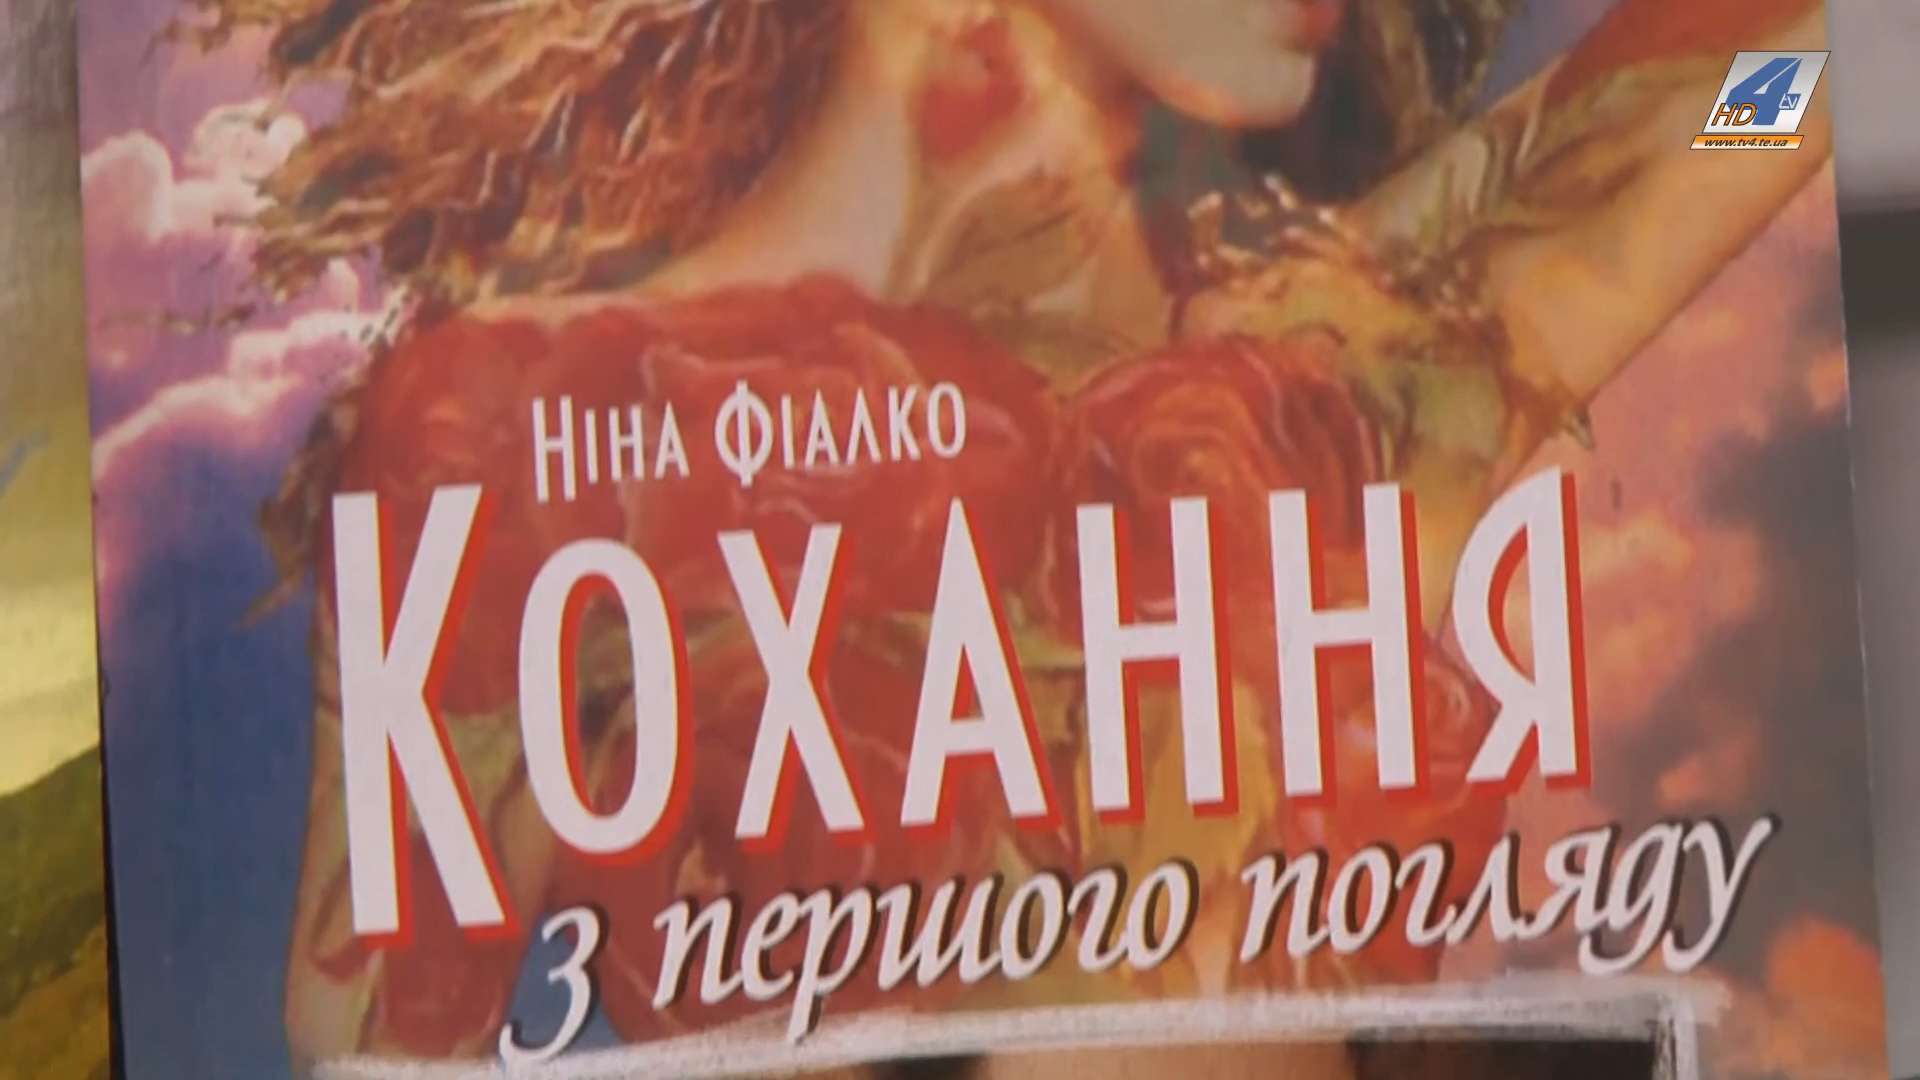 HD 4 tv
www.tv4.te.ua
Ніна Фіалко
Кохання
з першого погляду